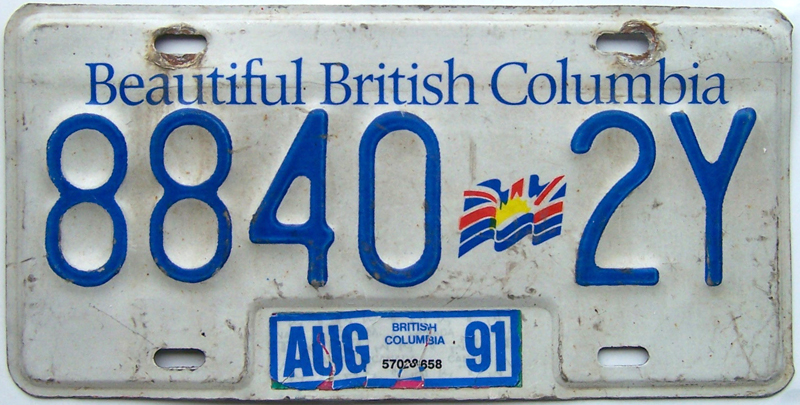 Beautiful British Columbia
8840 2Y
AUG BRITISH COLUMBIA 91